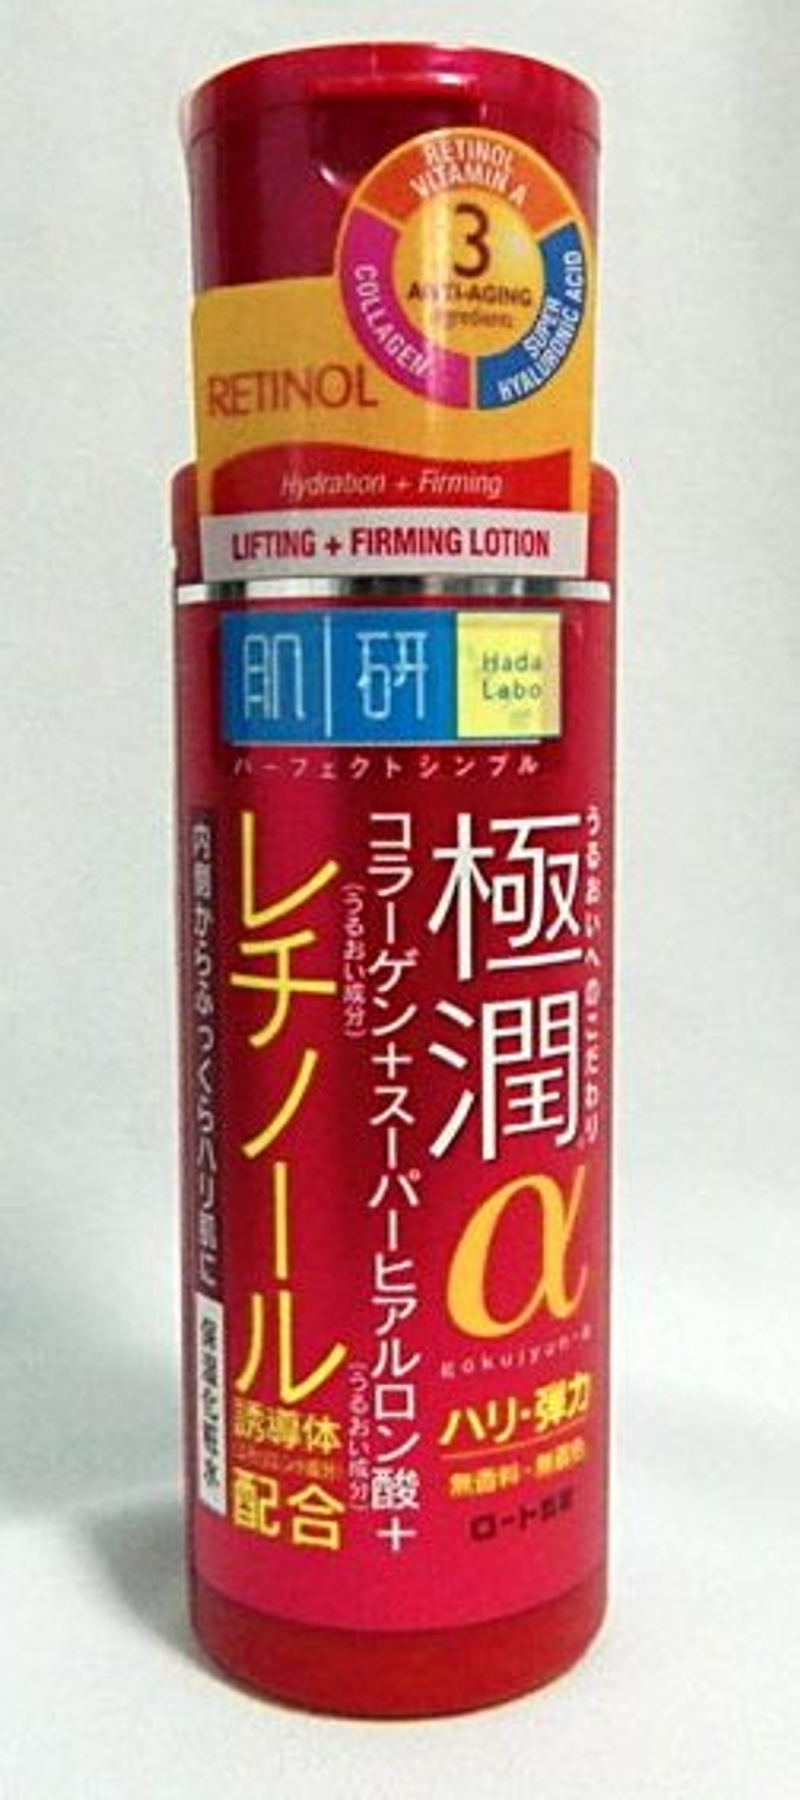 RETINOL
VITAMIN A
COLLAGEN
SUPER
HYALURONIC ACID
3
ANTI-AGING
ingredients
RETINOL
Hydration + Firming
LIFTING + FIRMING LOTION
肌研
Hada
Labo
パーフェクトシンプル
うるおいへのこだわり
極潤
α
gokujyun-α
ハリ・弾力
無香料・無着色
ロート製薬
コラーゲン+スーパーヒアルロン酸+
(うるおい成分)
(うるおい成分)
レチノール
誘導体
配合
内側からふっくらハリ肌に
保湿化粧水